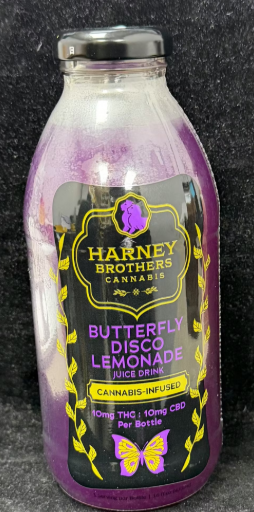 HARNEY
BROTHERS
CANNABIS
BUTTERFLY
DISCO
LEMONADE
JUICE DRINK
CANNABIS-INFUSED
10mg THC : 10mg CBD
Per Bottle